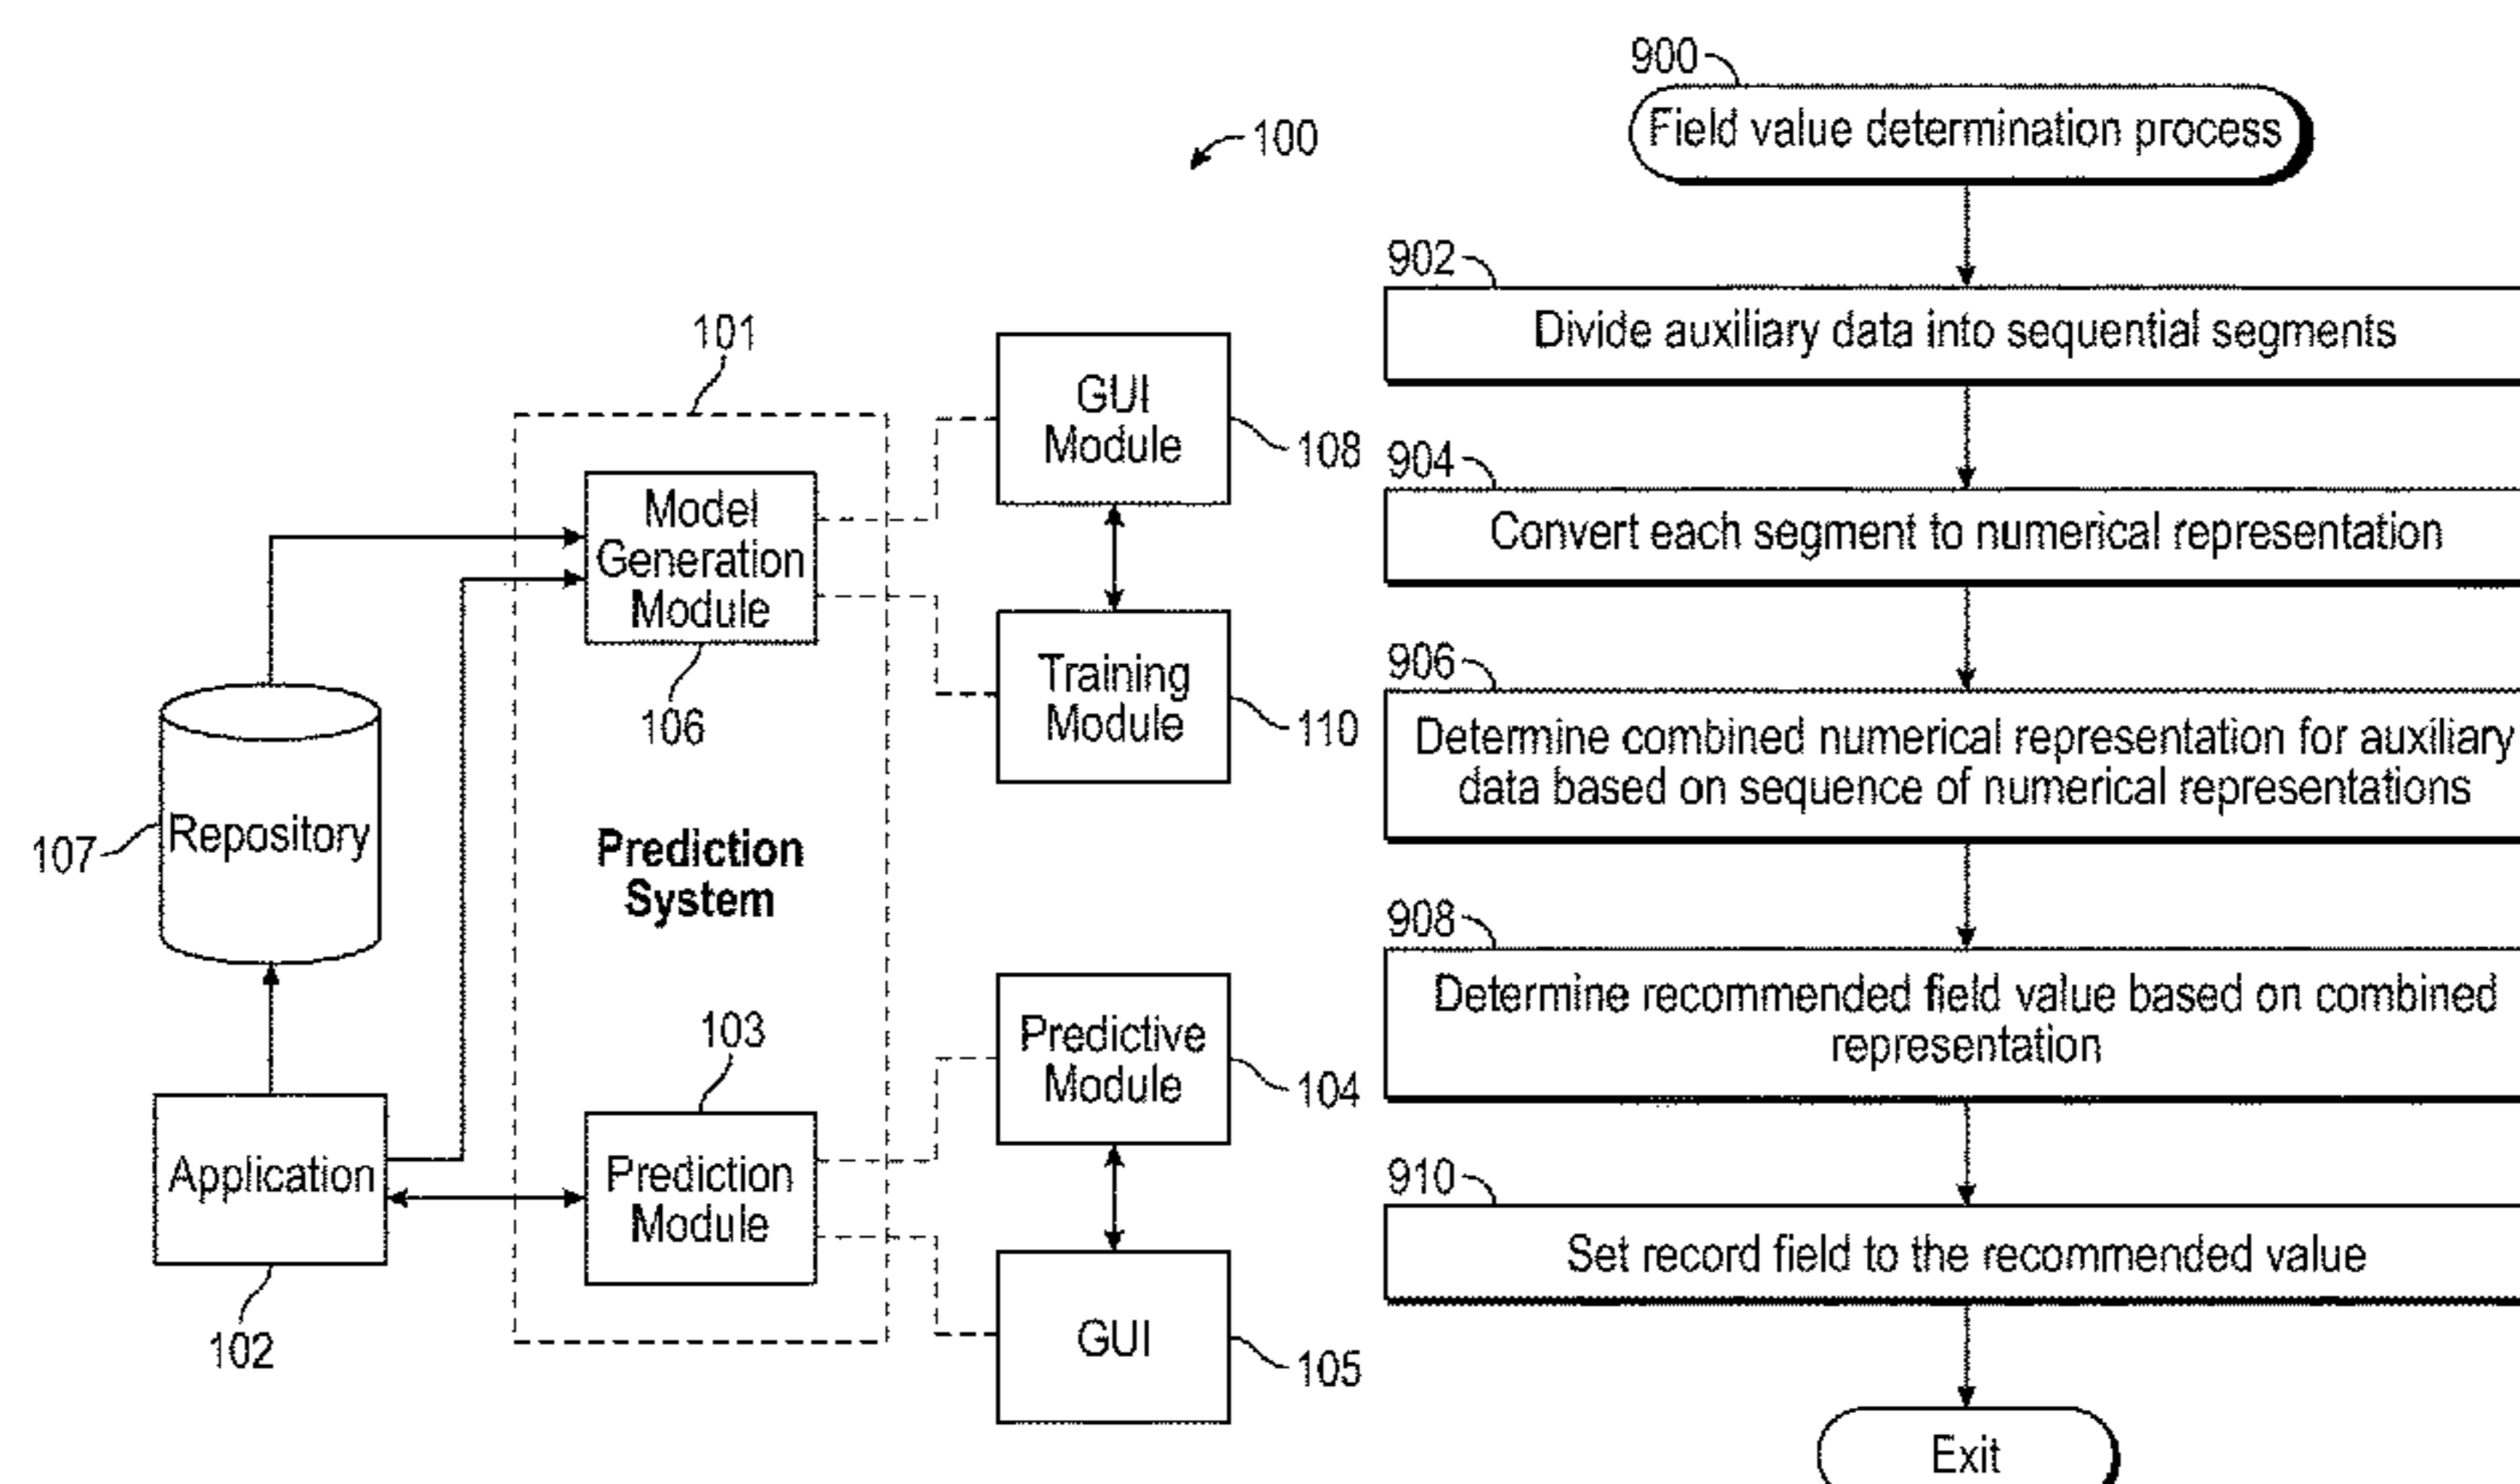 100
101
GUI
Module
108
Model
Generation
Module
106
Training
Module
110
107
Repository
Prediction
System
103
Predictive
Module
104
Application
102
Prediction
Module
GUI
105
900
Field value determination process
902
Divide auxiliary data into sequential segments
904
Convert each segment to numerical representation
906
Determine combined numerical representation for auxiliary
data based on sequence of numerical representations
908
Determine recommended field value based on combined
representation
910
Set record field to the recommended value
Exit